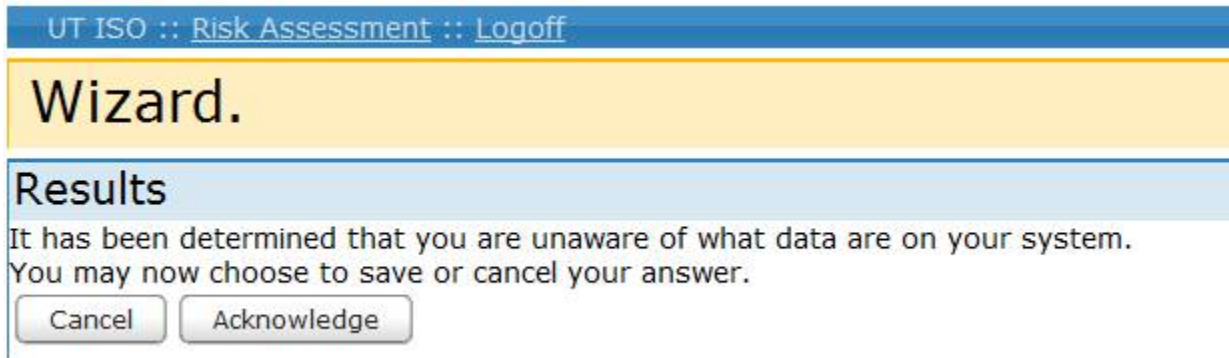 UT ISO :: Risk Assessment :: Logoff
Wizard.
Results
It has been determined that you are unaware of what data are on your system.
You may now choose to save or cancel your answer.
Cancel Acknowledge